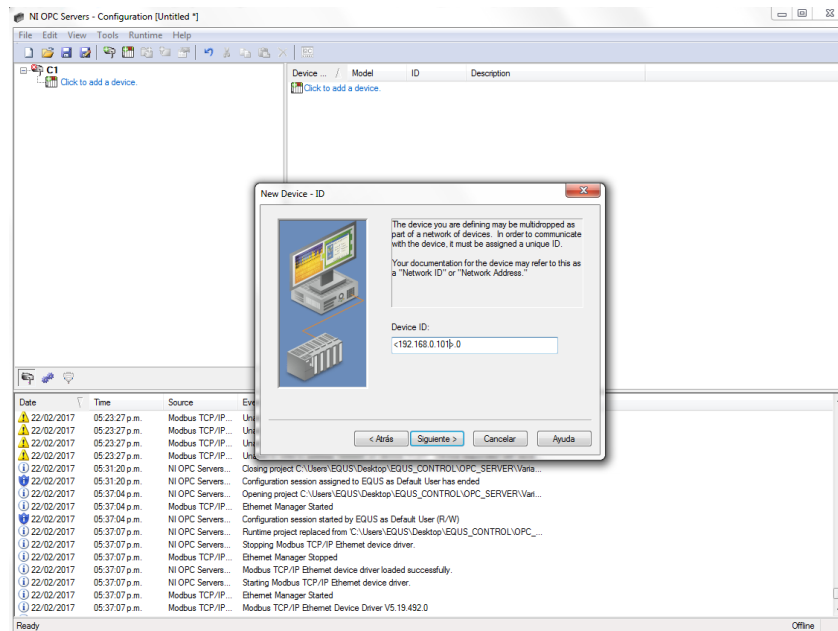 NI OPC Servers - Configuration [Untitled *]
File Edit View Tools Runtime Help
C1
Click to add a device.
Device ... / Model ID Description
Click to add a device.
New Device - ID
The device you are defining may be multidropped as
part of a network of devices. In order to communicate
with the device, it must be assigned a unique ID.
Your documentation for the device may refer to this as
a "Network ID" or "Network Address."
Device ID:
<192.168.0.101>.0
< Atrás Siguiente > Cancelar Ayuda
Date Time Source
22/02/2017 05:23:27 p.m. Modbus TCP/IP...
22/02/2017 05:23:27 p.m. Modbus TCP/IP...
22/02/2017 05:23:27 p.m. Modbus TCP/IP...
22/02/2017 05:23:27 p.m. Modbus TCP/IP...
22/02/2017 05:31:20 p.m. NI OPC Servers... Closing project C:\Users\EQUS\Desktop\EQUS_CONTROL\OPC_SERVER\Varia...
22/02/2017 05:31:20 p.m. NI OPC Servers... Configuration session assigned to EQUS as Default User has ended
22/02/2017 05:37:04 p.m. NI OPC Servers... Opening project C:\Users\EQUS\Desktop\EQUS_CONTROL\OPC_SERVER\Vari...
22/02/2017 05:37:04 p.m. Modbus TCP/IP... Ethernet Manager Started
22/02/2017 05:37:04 p.m. NI OPC Servers... Configuration session started by EQUS as Default User (R/W)
22/02/2017 05:37:07 p.m. NI OPC Servers... Runtime project replaced from 'C:\Users\EQUS\Desktop\EQUS_CONTROL\OPC_...
22/02/2017 05:37:07 p.m. NI OPC Servers... Stopping Modbus TCP/IP Ethernet device driver.
22/02/2017 05:37:07 p.m. Modbus TCP/IP... Ethernet Manager Stopped
22/02/2017 05:37:07 p.m. NI OPC Servers... Modbus TCP/IP Ethernet device driver loaded successfully.
22/02/2017 05:37:07 p.m. NI OPC Servers... Starting Modbus TCP/IP Ethernet device driver.
22/02/2017 05:37:07 p.m. Modbus TCP/IP... Ethernet Manager Started
22/02/2017 05:37:07 p.m. Modbus TCP/IP... Modbus TCP/IP Ethernet Device Driver V5.19.492.0
Ready Offline